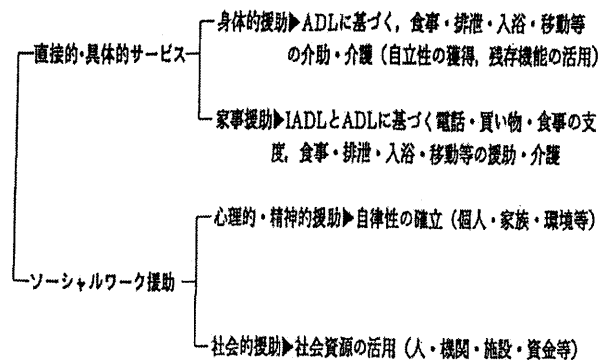 身体的援助▶ADLに基づく，食事・排泄・入浴・移動等
の介助・介護（自立性の獲得，残存機能の活用）
直接的・具体的サービス
家事援助▶IADLとADLに基づく電話・買い物・食事の支
度，食事・排泄・入浴・移動等の援助・介護
心理的・精神的援助▶自律性の確立（個人・家族・環境等）
ソーシャルワーク援助
社会的援助▶社会資源の活用（人・機関・施設・資金等）